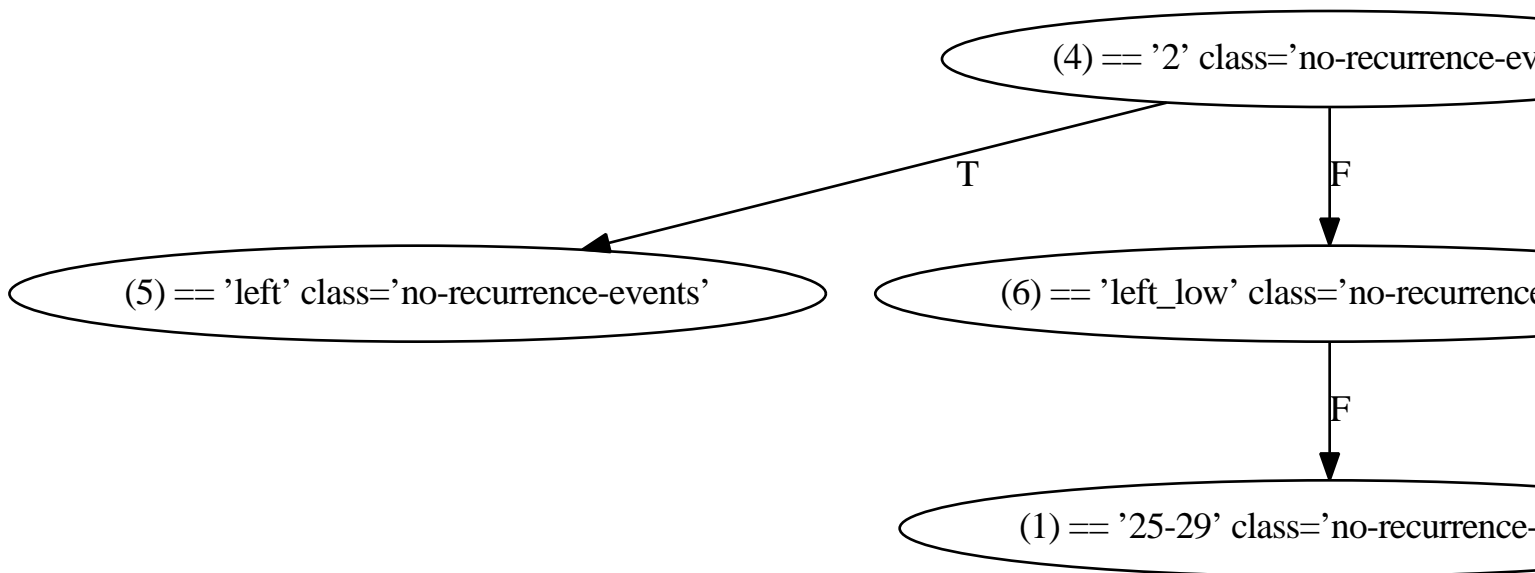 (4) == ’2’ class=’no-recurrence-ev
T
F
(5) == ’left’ class=’no-recurrence-events’
(6) == ’left_low’ class=’no-recurrence
F
(1) == ’25-29’ class=’no-recurrence-